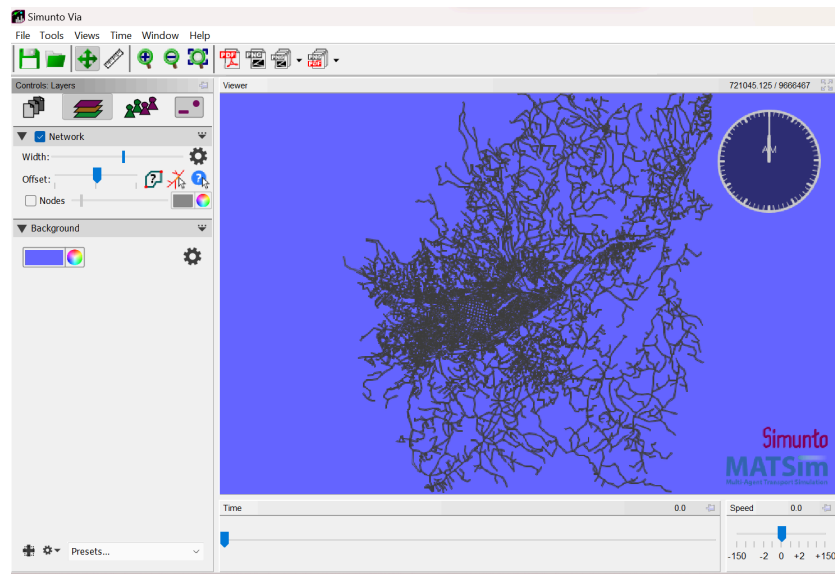 Simunto Via
File Tools Views Time Window Help
Controls: Layers
Viewer
721045.125 / 9666467
Network
Width:
Offset:
Nodes
Background
AM
Simunto
MATSim
Multi-Agent Transport Simulation
Time
0.0
Speed
0.0
-150 -2 0 +2 +150
Presets...